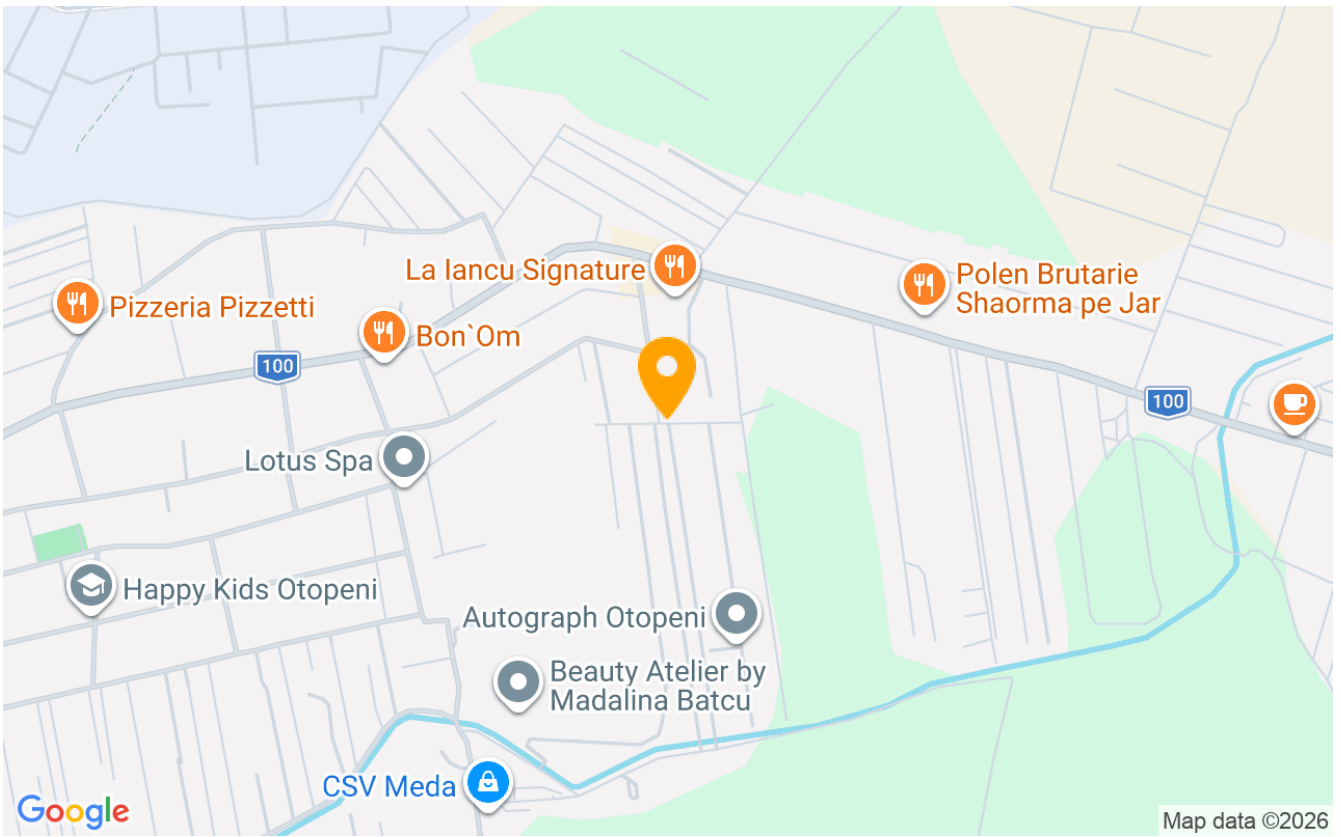 La Iancu Signature
Polen Brutarie
Shaorma pe Jar
Pizzeria Pizzetti
Bon`Om
100
100
Lotus Spa
Happy Kids Otopeni
Autograph Otopeni
Beauty Atelier by
Madalina Batcu
CSV Meda
Google
Map data ©2026